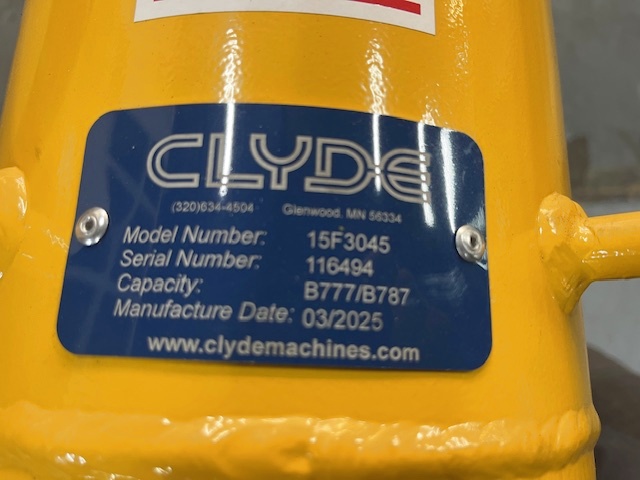 CLYDE
(320)634-4504 Glenwood, MN 56334
Model Number: 15F3045
Serial Number: 116494
Capacity: B777/B787
Manufacture Date: 03/2025
www.clydemachines.com